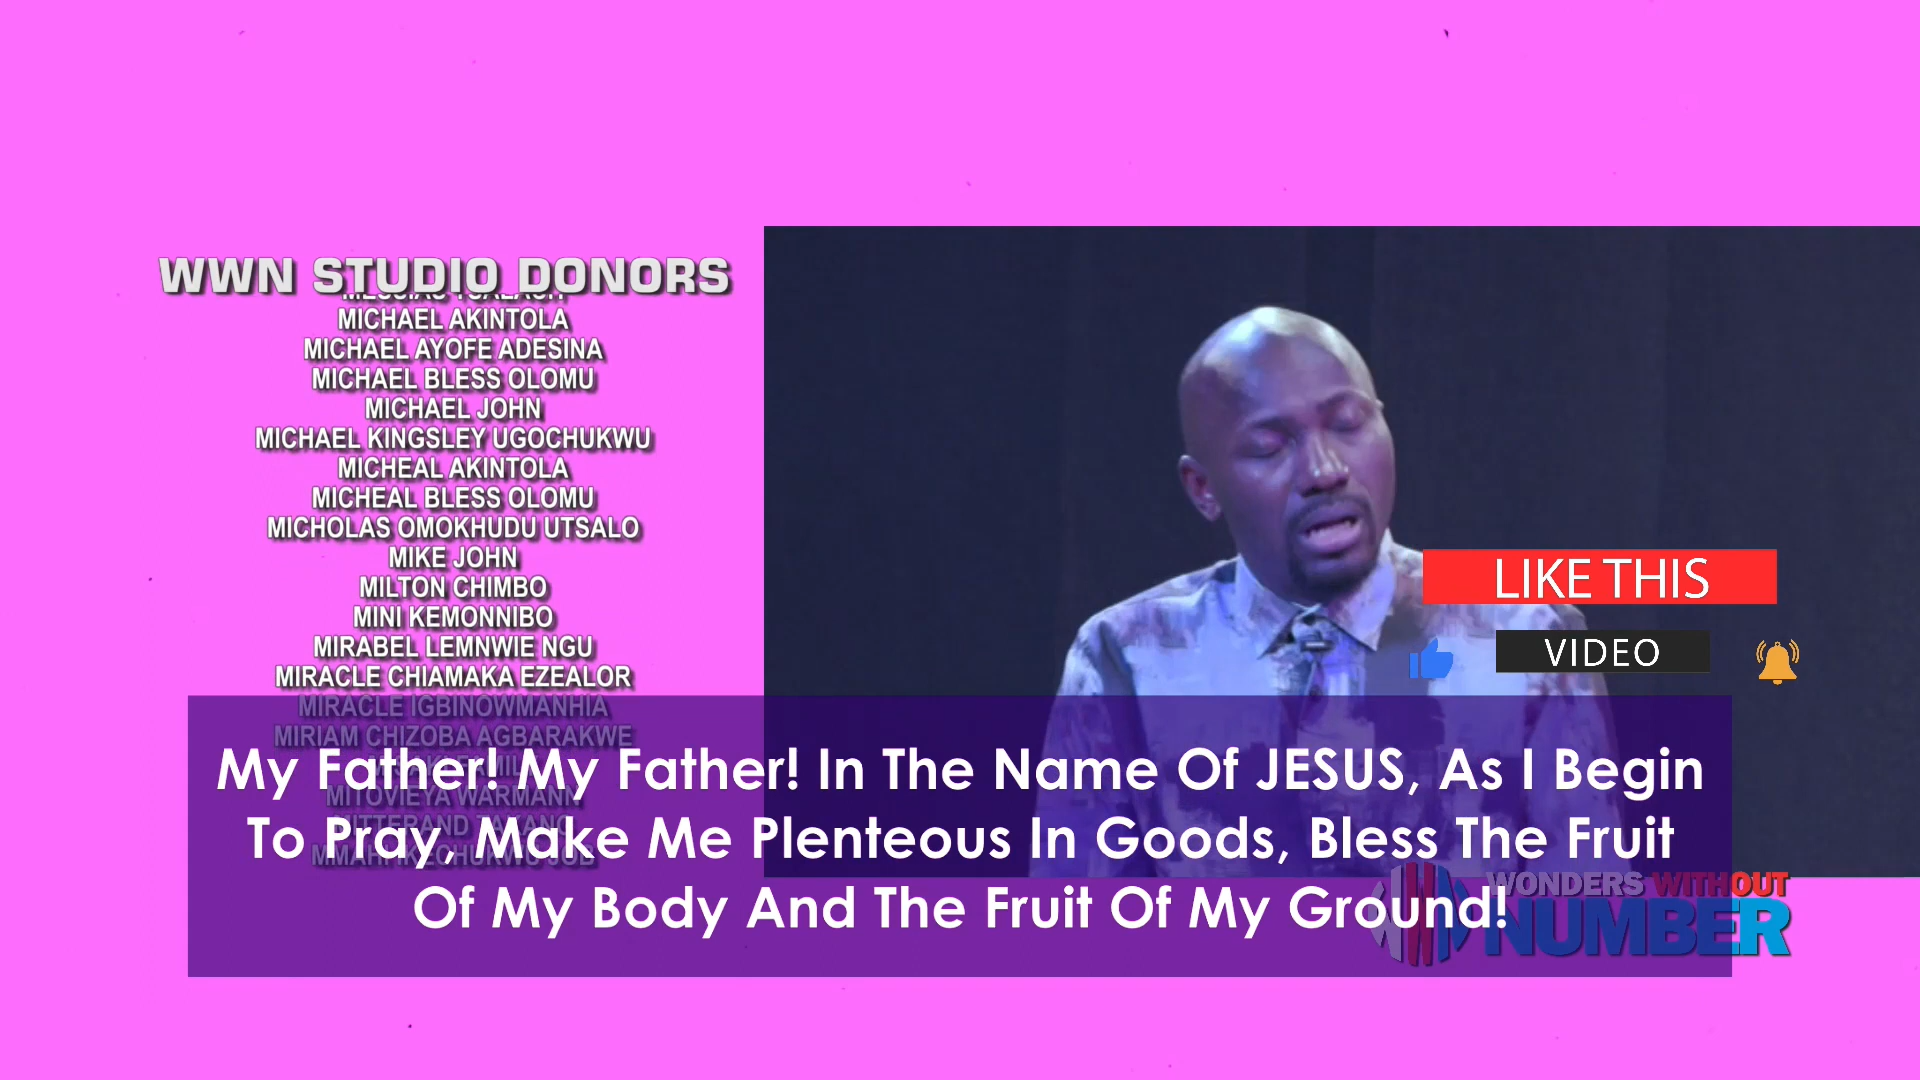 WWN STUDIO DONORS
MICHAEL AKINTOLA
MICHAEL AYOFE ADESINA
MICHAEL BLESS OLOMU
MICHAEL JOHN
MICHAEL KINGSLEY UGOCHUKWU
MICHEAL AKINTOLA
MICHEAL BLESS OLOMU
MICHOLAS OMOKHUDU UTSALO
MIKE JOHN
MILTON CHIMBO
MINI KEMONNIBO
MIRABEL LEMNWIE NGU
MIRACLE CHIAMAKA EZEALOR
MIRACLE IGBINOWMANHIA
MIRIAM CHIZOBA AGBARAKWE
MITOVIEYA WARMANN
LIKE THIS
VIDEO
My Father! My Father! In The Name Of JESUS, As I Begin
To Pray, Make Me Plenteous In Goods, Bless The Fruit
Of My Body And The Fruit Of My Ground!
WONDERS WITHOUT
NUMBER